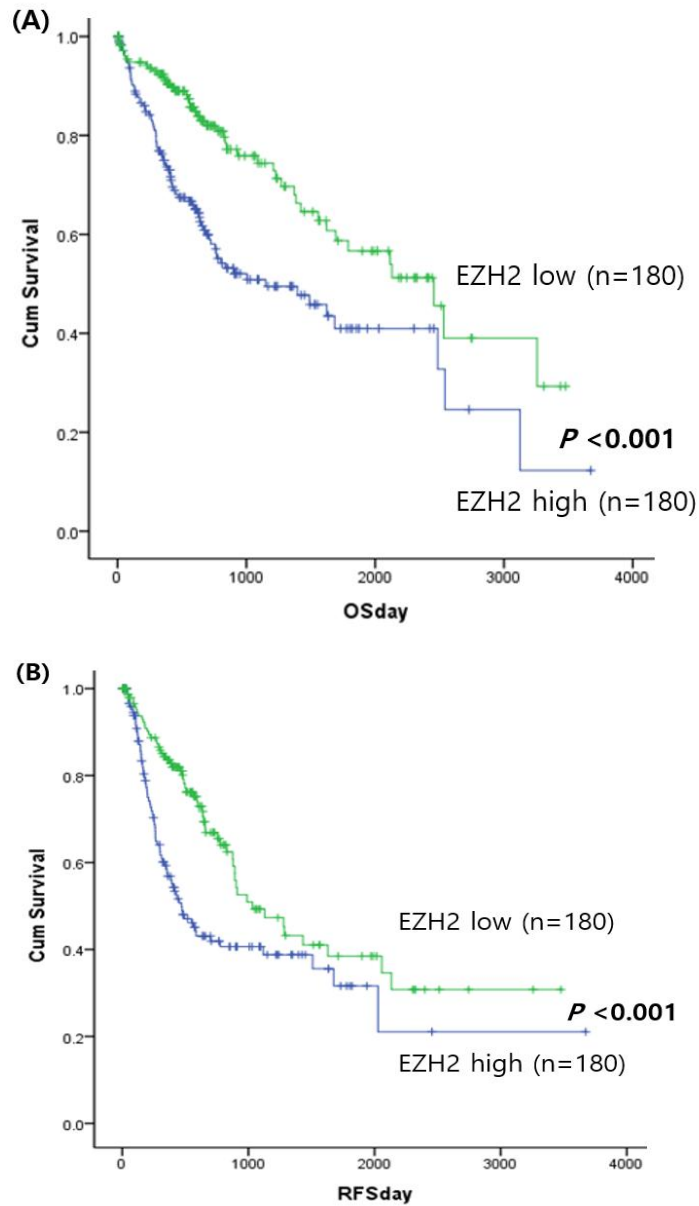 (A)
1.0
0.8
0.6
0.4
0.2
0.0
Cum Survival
EZH2 low (n=180)
P <0.001
EZH2 high (n=180)
0 1000 2000 3000 4000
OSday
(B)
1.0
0.8
0.6
0.4
0.2
0.0
Cum Survival
EZH2 low (n=180)
P <0.001
EZH2 high (n=180)
0 1000 2000 3000 4000
RFSday